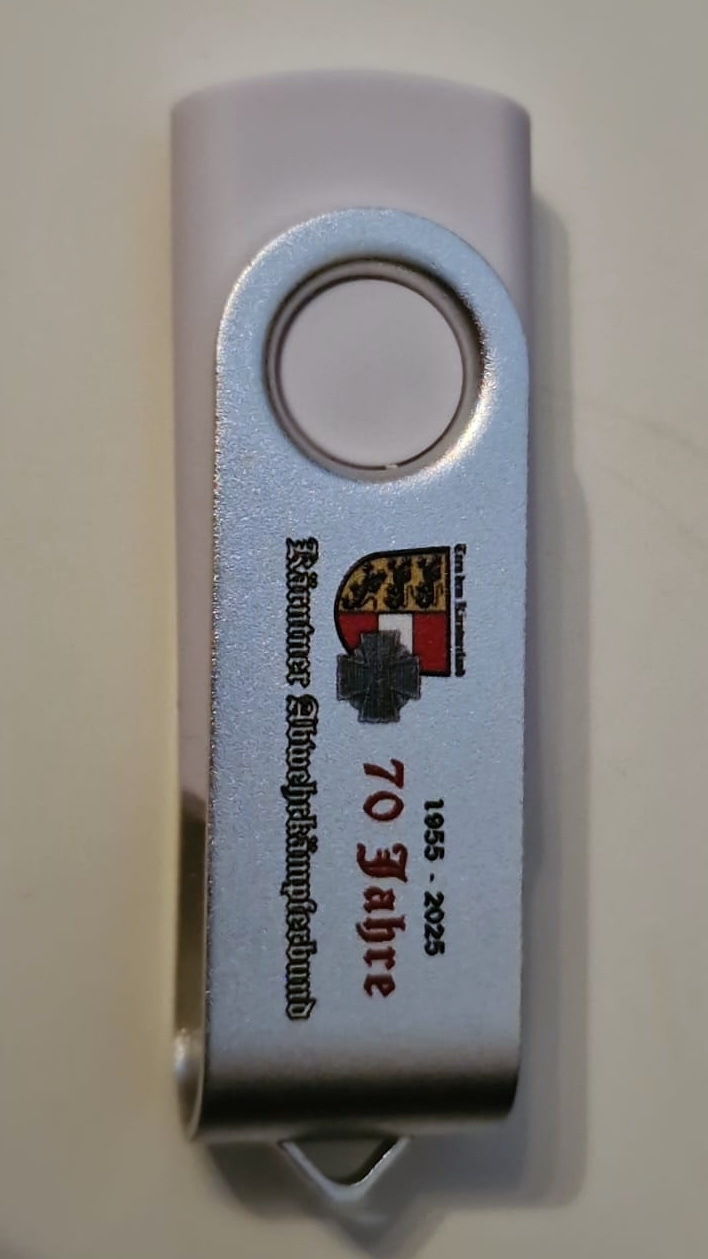 1955 - 2025
70 Jahre
Kärntner Abwehrkämpferbund